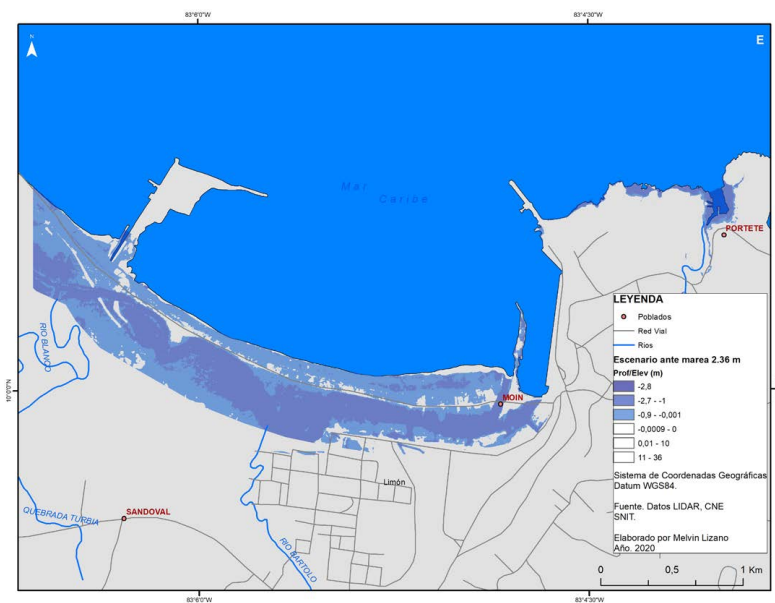 83°6'0"W
83°4'30"W
N
E
Mar
Caribe
PORTETE
LEYENDA
Poblados
Red Vial
Rios
Escenario ante marea 2.36 m
Prof/Elev (m)
-2,8
-2,7 - -1
-0,9 - -0,001
-0,0009 - 0
0,01 - 10
11 - 36
Sistema de Coordenadas Geográficas
Datum WGS84.
Fuente. Datos LIDAR, CNE
SNIT.
Elaborado por Melvin Lizano
Año. 2020
0 0,5 1 Km
RIO BLANCO
10°0'0"N
MOIN
Limón
QUEBRADA TURBIA
SANDOVAL
RIO BARTOLO
83°6'0"W
83°4'30"W